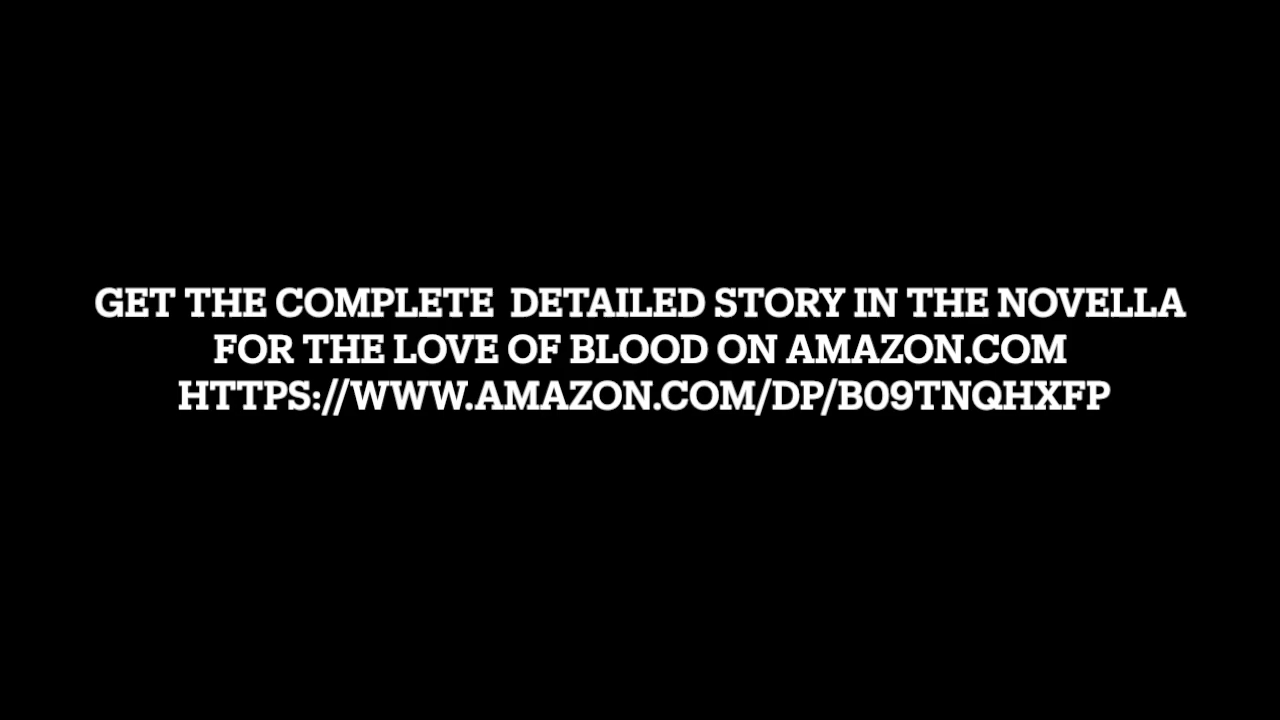 GET THE COMPLETE  DETAILED STORY IN THE NOVELLA
FOR THE LOVE OF BLOOD ON AMAZON.COM
HTTPS://WWW.AMAZON.COM/DP/B09TNQHXFP